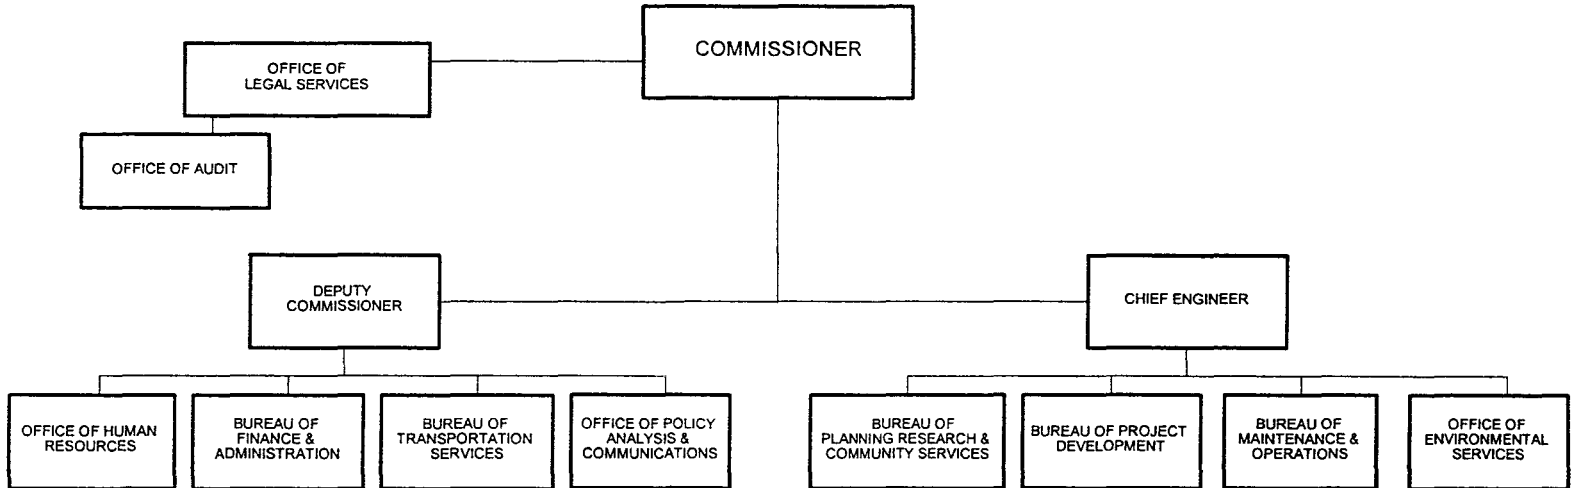 COMMISSIONER
OFFICE OF
LEGAL SERVICES
OFFICE OF AUDIT
DEPUTY
COMMISSIONER
CHIEF ENGINEER
OFFICE OF HUMAN
RESOURCES
BUREAU OF
FINANCE &
ADMINISTRATION
BUREAU OF
TRANSPORTATION
SERVICES
OFFICE OF POLICY
ANALYSIS &
COMMUNICATIONS
BUREAU OF
PLANNING RESEARCH &
COMMUNITY SERVICES
BUREAU OF PROJECT
DEVELOPMENT
BUREAU OF
MAINTENANCE &
OPERATIONS
OFFICE OF
ENVIRONMENTAL
SERVICES